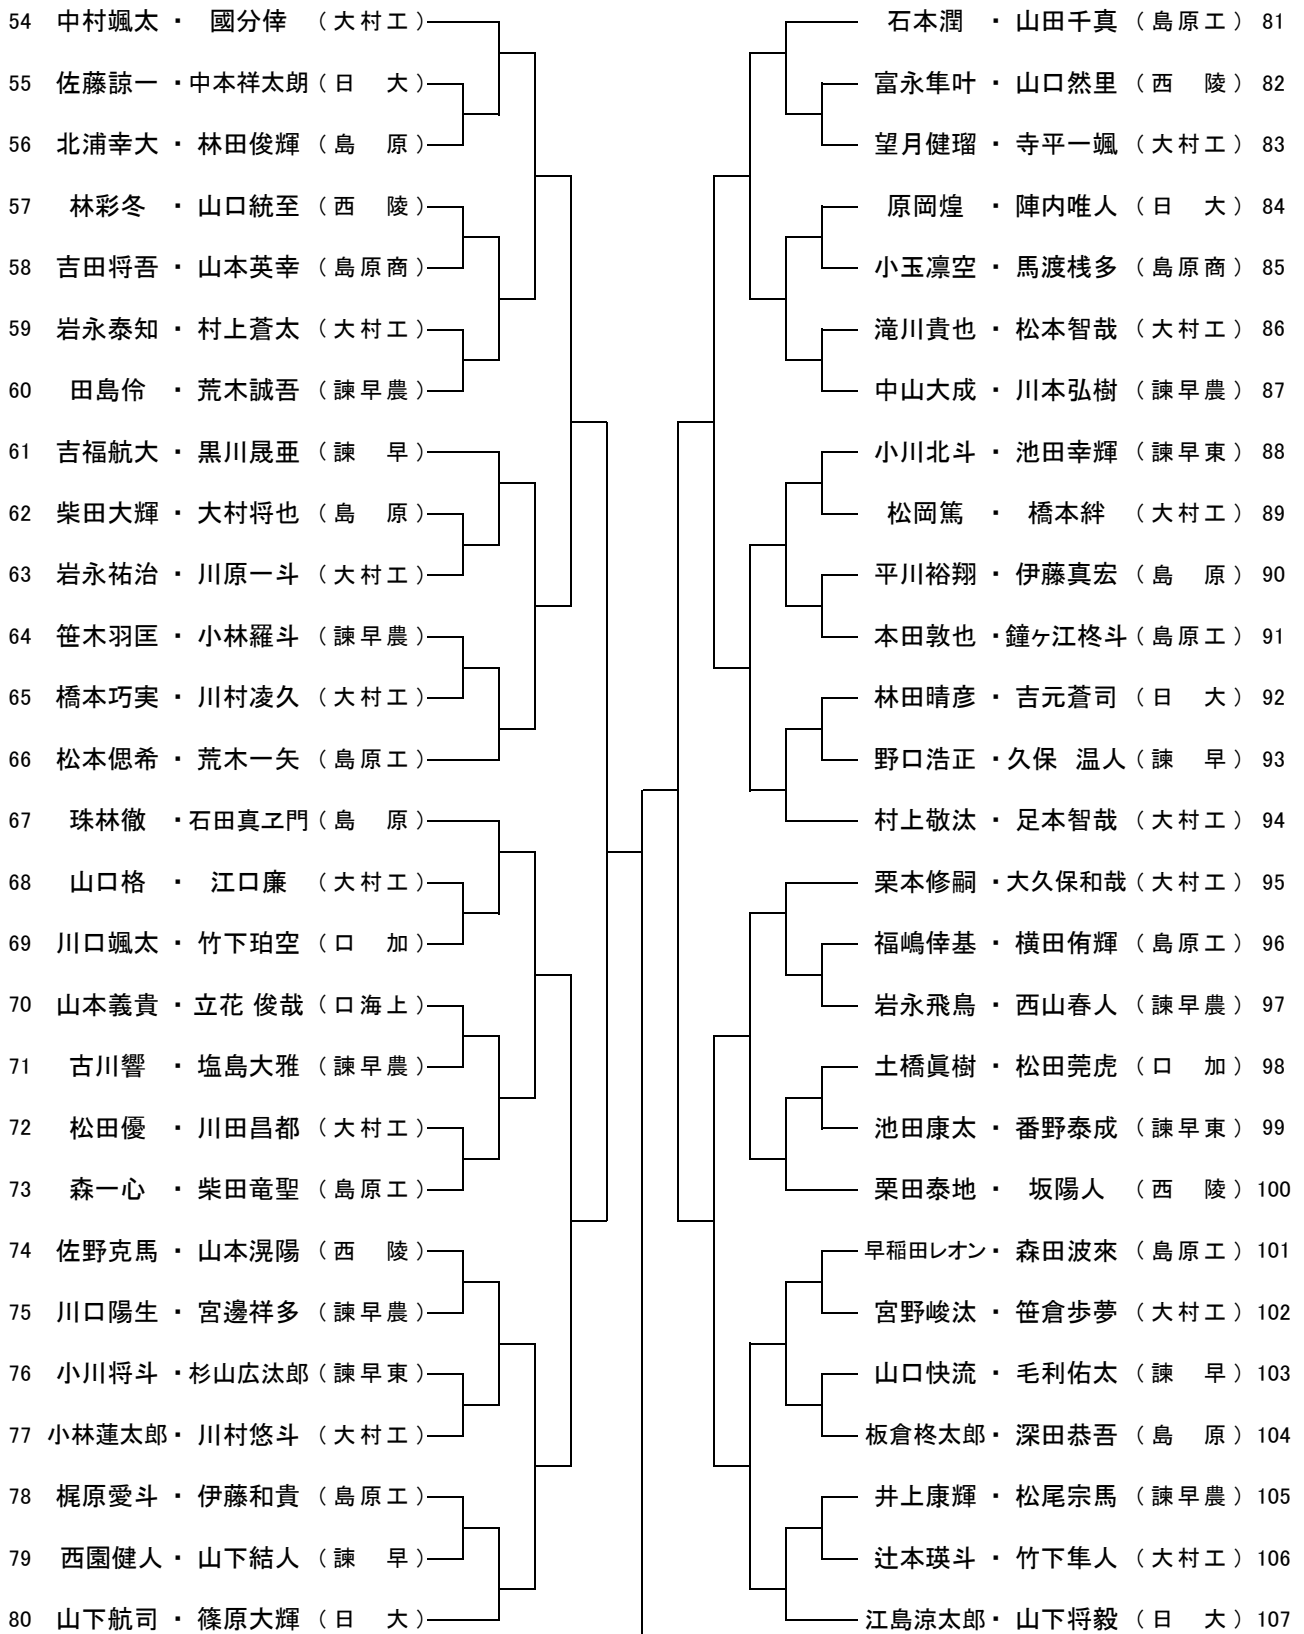 54 中村颯太 ・ 國分倖 （大村工）
55 佐藤諒一 ・ 中本祥太朗 （日　大）
56 北浦幸大 ・ 林田俊輝 （島　原）
57 林彩冬 ・ 山口統至 （西　陵）
58 吉田将吾 ・ 山本英幸 （島原商）
59 岩永泰知 ・ 村上蒼太 （大村工）
60 田島伶 ・ 荒木誠吾 （諫早農）
61 吉福航大 ・ 黒川晟亜 （諫　早）
62 柴田大輝 ・ 大村将也 （島　原）
63 岩永祐治 ・ 川原一斗 （大村工）
64 笹木羽匡 ・ 小林羅斗 （諫早農）
65 橋本巧実 ・ 川村凌久 （大村工）
66 松本偲希 ・ 荒木一矢 （島原工）
67 珠林徹 ・ 石田真ヱ門 （島　原）
68 山口格 ・ 江口廉 （大村工）
69 川口颯太 ・ 竹下珀空 （口　加）
70 山本義貴 ・ 立花 俊哉 （口海上）
71 古川響 ・ 塩島大雅 （諫早農）
72 松田優 ・ 川田昌都 （大村工）
73 森一心 ・ 柴田竜聖 （島原工）
74 佐野克馬 ・ 山本滉陽 （西　陵）
75 川口陽生 ・ 宮邊祥多 （諫早農）
76 小川将斗 ・ 杉山広汰郎 （諫早東）
77 小林蓮太郎 ・ 川村悠斗 （大村工）
78 梶原愛斗 ・ 伊藤和貴 （島原工）
79 西園健人 ・ 山下結人 （諫　早）
80 山下航司 ・ 篠原大輝 （日　大）
石本潤 ・ 山田千真 （島原工） 81
富永隼叶 ・ 山口然里 （西　陵） 82
望月健瑠 ・ 寺平一颯 （大村工） 83
原岡煌 ・ 陣内唯人 （日　大） 84
小玉凛空 ・ 馬渡桟多 （島原商） 85
滝川貴也 ・ 松本智哉 （大村工） 86
中山大成 ・ 川本弘樹 （諫早農） 87
小川北斗 ・ 池田幸輝 （諫早東） 88
松岡篤 ・ 橋本絆 （大村工） 89
平川裕翔 ・ 伊藤真宏 （島　原） 90
本田敦也 ・ 鐘ヶ江柊斗 （島原工） 91
林田晴彦 ・ 吉元蒼司 （日　大） 92
野口浩正 ・ 久保 温人 （諫　早） 93
村上敬汰 ・ 足本智哉 （大村工） 94
栗本修嗣 ・ 大久保和哉 （大村工） 95
福嶋倖基 ・ 横田侑輝 （島原工） 96
岩永飛鳥 ・ 西山春人 （諫早農） 97
土橋眞樹 ・ 松田莞虎 （口　加） 98
池田康太 ・ 番野泰成 （諫早東） 99
栗田泰地 ・ 坂陽人 （西　陵） 100
早稲田レオン ・ 森田波來 （島原工） 101
宮野峻汰 ・ 笹倉歩夢 （大村工） 102
山口快流 ・ 毛利佑太 （諫　早） 103
板倉柊太郎 ・ 深田恭吾 （島　原） 104
井上康輝 ・ 松尾宗馬 （諫早農） 105
辻本瑛斗 ・ 竹下隼人 （大村工） 106
江島涼太郎 ・ 山下将毅 （日　大） 107